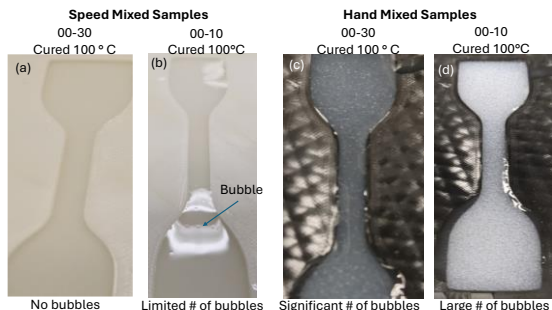 Speed Mixed Samples
Hand Mixed Samples
00-30
00-10
00-30
00-10
Cured 100 ° C
Cured 100°C
Cured 100 ° C
Cured 100°C
(a)
(b)
(c)
(d)
Bubble
No bubbles
Limited # of bubbles
Significant # of bubbles
Large # of bubbles